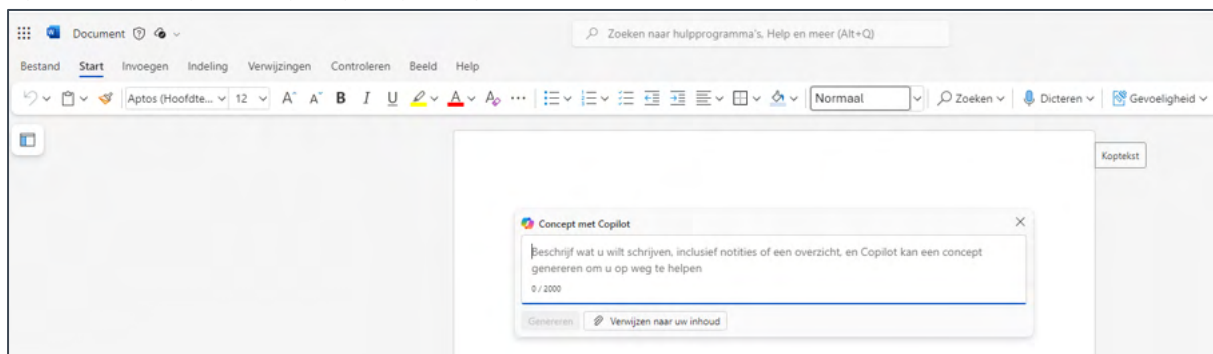 Document
Zoeken naar hulpprogramma's, Help en meer (Alt+Q)
Bestand Start Invoegen Indeling Verwijzingen Controleren Beeld Help
Aptos (Hoofdte... 12 A A B I U A A ... Normaal Zoeken Dicteren Gevoeligheid
Koptekst
Concept met Copilot
Beschrijf wat u wilt schrijven, inclusief notities of een overzicht, en Copilot kan een concept
genereren om u op weg te helpen
0 / 2000
Genereren Verwijzen naar uw inhoud